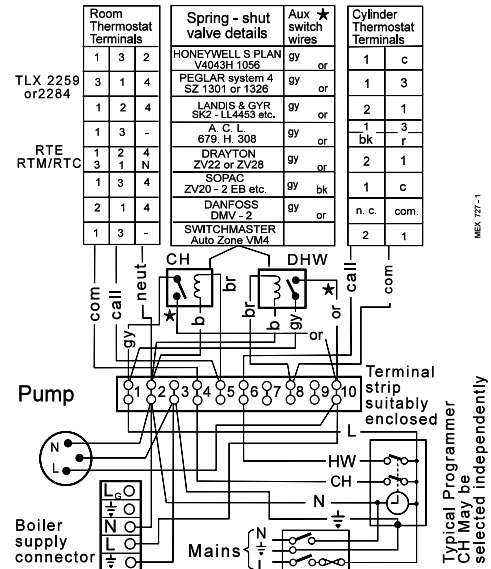 Room Thermostat Terminals
Spring - shut valve details
Aux ★ switch wires
Cylinder Thermostat Terminals
1 3 2
HONEYWELL S PLAN V4043H 1056
gy or
1 c
TLX 2259 or2284
3 1 4
PEGLAR system 4 SZ 1301 or 1326
gy or
1 3
1 2 4
LANDIS & GYR SK2 - LL4453 etc.
gy or
2 1
1 3 -
A. C. L. 679. H. 308
gy or
1 bk 3 r
RTE RTM/RTC
1 2 4
3 1 N
DRAYTON ZV22 or ZV28
gy or
2 1
1 3 4
SOPAC ZV20 - 2 EB etc.
gy bk
1 c
2 1 4
DANFOSS DMV - 2
gy or
n. c. com.
1 3 -
SWITCHMASTER Auto Zone VM4
2 1
MEX 727 - 1
CH
DHW
com
call
neut
br
br
call
com
★
★
gy
b
b
gy
or
or
Pump
1 2 3 4 5 6 7 8 9 10
Terminal strip suitably enclosed
L
N
L
HW
CH
N
Typical Programmer
CH May be
selected independently
Boiler supply connector
LG
N
L
Mains
N
L